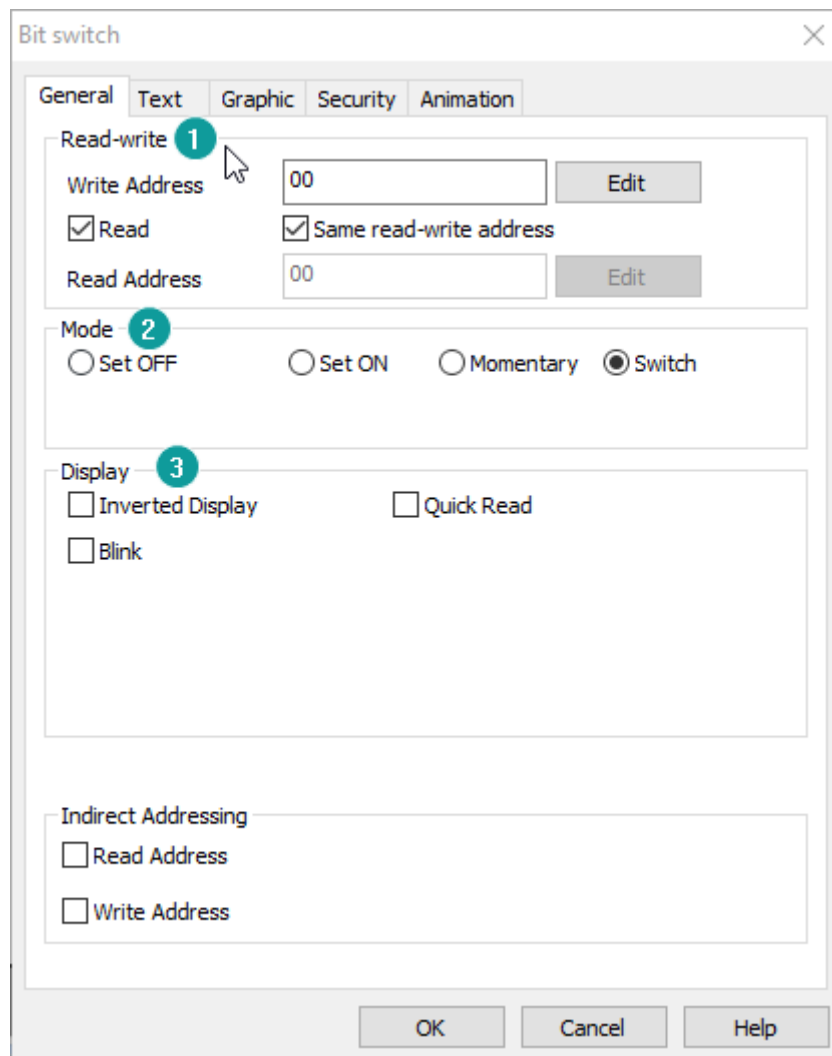 Bit switch
General Text Graphic Security Animation
Read-write 1
Write Address 00 Edit
Read Same read-write address
Read Address 00 Edit
Mode 2
Set OFF Set ON Momentary Switch
Display 3
Inverted Display Quick Read
Blink
Indirect Addressing
Read Address
Write Address
OK Cancel Help